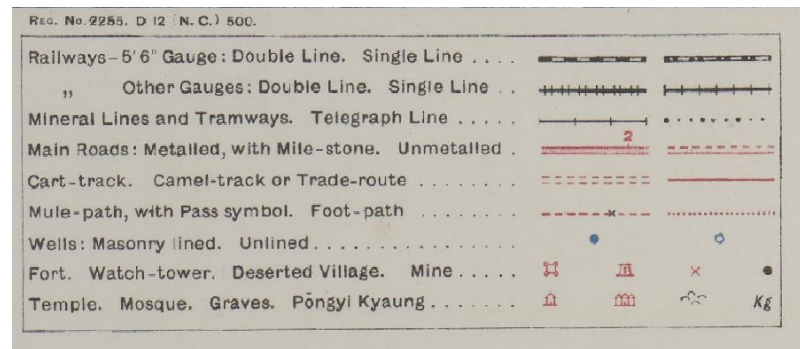 REG. No. 2255. D 12 (N. C.) 500.
Railways-5'6" Gauge: Double Line. Single Line ....
„ Other Gauges: Double Line. Single Line ..
Mineral Lines and Tramways. Telegraph Line .....
2
Main Roads: Metalled, with Mile-stone. Unmetalled .
Cart-track. Camel-track or Trade-route ........
Mule-path, with Pass symbol. Foot-path ........
Wells: Masonry lined. Unlined..............
Fort. Watch-tower. Deserted Village. Mine.....
Temple. Mosque. Graves. Pōngyi Kyaung....... Kg